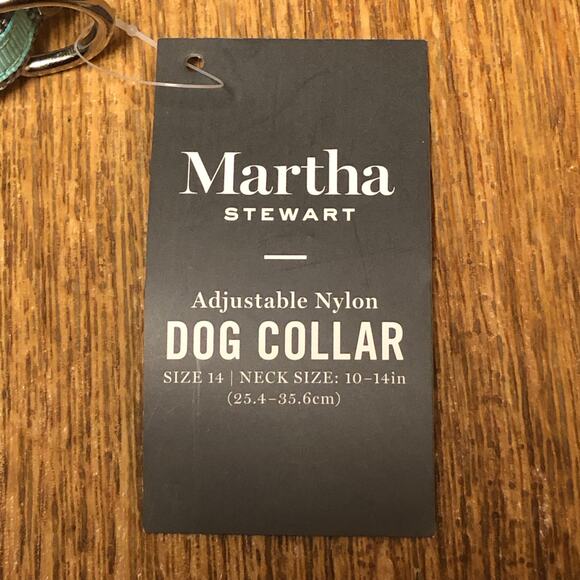 Martha
STEWART
Adjustable Nylon
DOG COLLAR
SIZE 14 | NECK SIZE: 10–14in
(25.4–35.6cm)